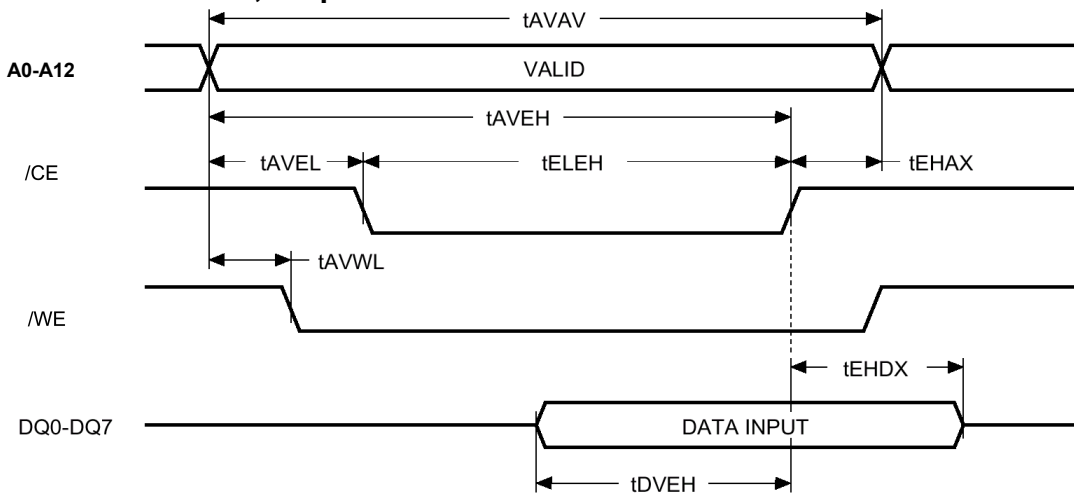 tAVAV
A0-A12
VALID
tAVEH
/CE
tAVEL
tELEH
tEHAX
tAVWL
/WE
tEHDX
DQ0-DQ7
DATA INPUT
tDVEH